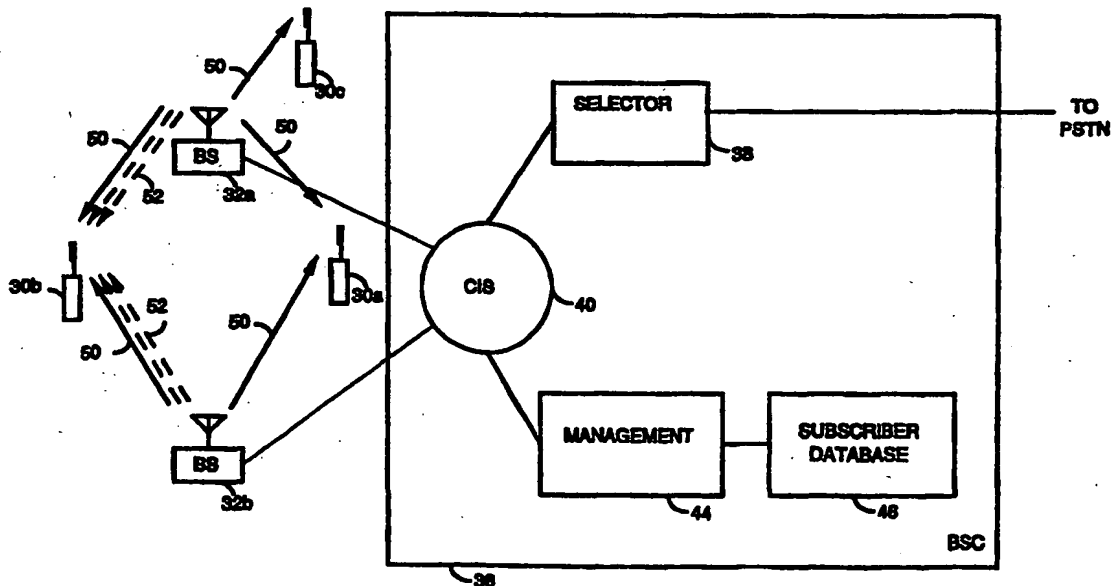 50
30c
SELECTOR
38
TO
PSTN
50
BS
50
52
32a
30b
30a
CIS
40
50
52
50
BS
32b
MANAGEMENT
44
SUBSCRIBER
DATABASE
46
BSC
36